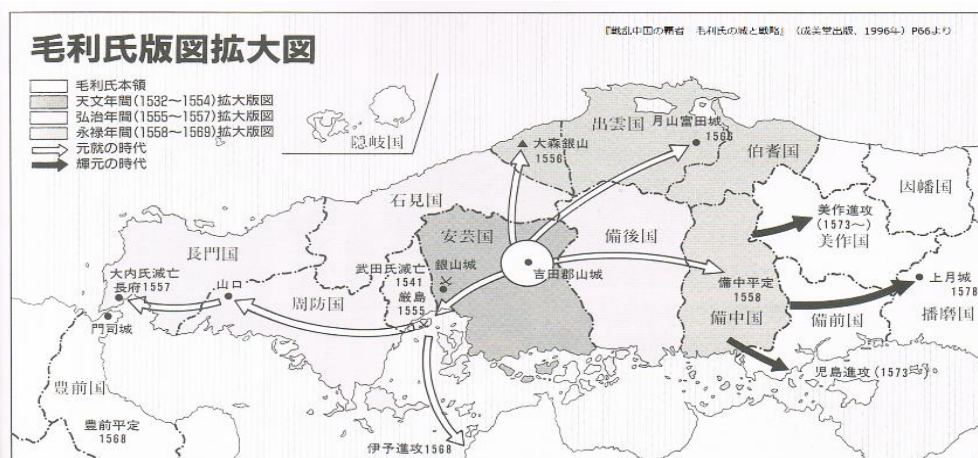 『戦乱中国の覇者　毛利氏の城と戦略』（成美堂出版、1996年）P66より
毛利氏版図拡大図
毛利氏本領
天文年間(1532〜1554)拡大版図
弘治年間(1555〜1557)拡大版図
永禄年間(1558〜1569)拡大版図
元就の時代
輝元の時代
隠岐国
出雲国
月山富田城
1566
大森銀山
1556
伯耆国
因幡国
石見国
美作進攻
(1573〜)
美作国
安芸国
備後国
長門国
大内氏滅亡
長府1557
山口
武田氏滅亡
1541
銀山城
厳島
1555
吉田郡山城
周防国
備中平定
1558
備中国
上月城
1578
備前国
播磨国
門司城
児島進攻(1573〜)
豊前国
豊前平定
1568
伊予進攻1568